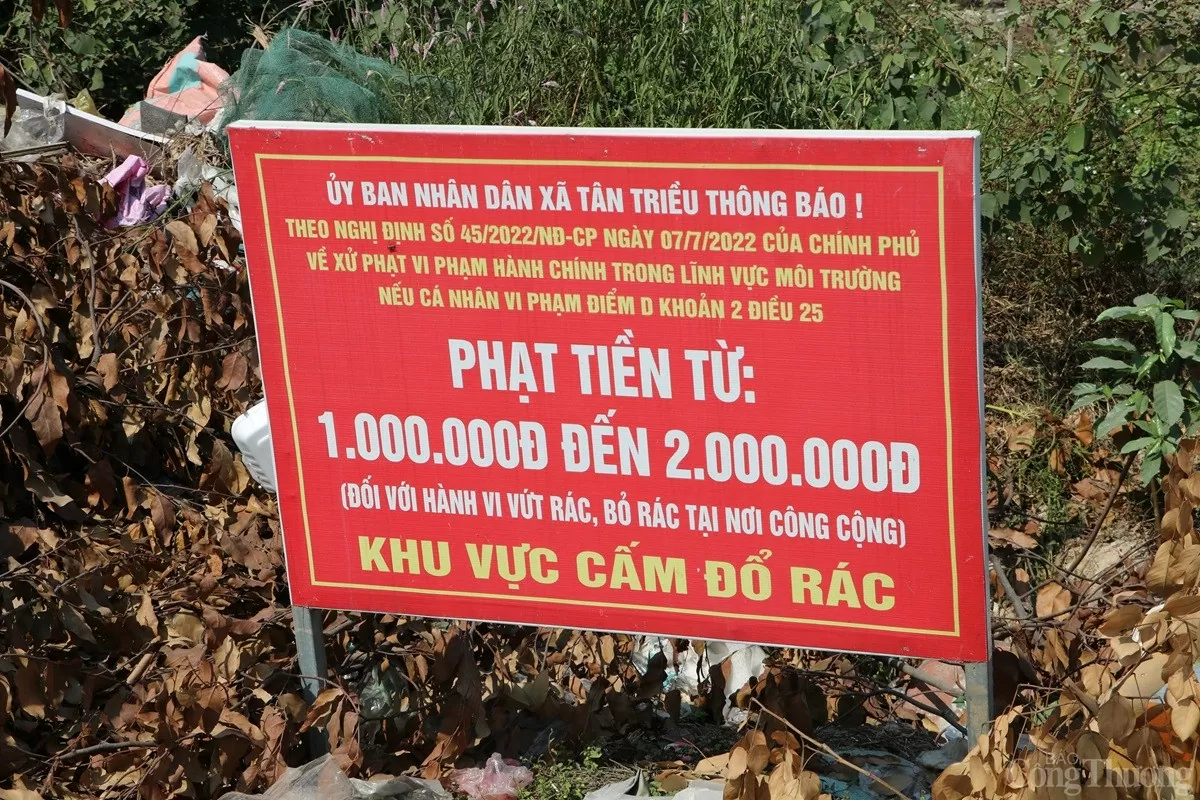 ỦY BAN NHÂN DÂN XÃ TÂN TRIỀU THÔNG BÁO !
THEO NGHỊ ĐỊNH SỐ 45/2022/NĐ-CP NGÀY 07/7/2022 CỦA CHÍNH PHỦ
VỀ XỬ PHẠT VI PHẠM HÀNH CHÍNH TRONG LĨNH VỰC MÔI TRƯỜNG
NẾU CÁ NHÂN VI PHẠM ĐIỂM D KHOẢN 2 ĐIỀU 25
PHẠT TIỀN TỪ:
1.000.000Đ ĐẾN 2.000.000Đ
(ĐỐI VỚI HÀNH VI VỨT RÁC, BỎ RÁC TẠI NƠI CÔNG CỘNG)
KHU VỰC CẤM ĐỔ RÁC
BÁO
Công Thương